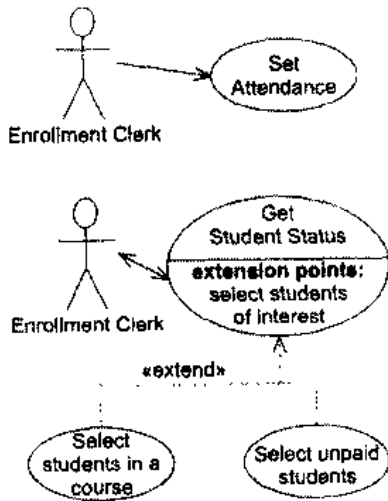 Set
Attendance
Enrollment Clerk
Get
Student Status
extension points:
select students
of interest
Enrollment Clerk
«extend»
Select
students in a
course
Select unpaid
students